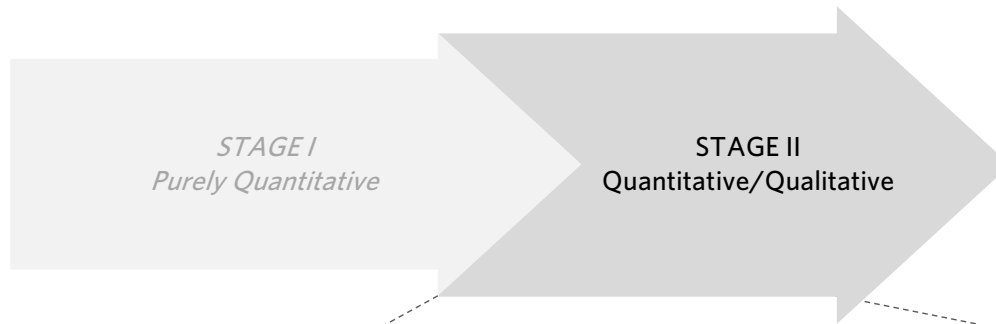 STAGE I
Purely Quantitative
STAGE II
Quantitative/Qualitative